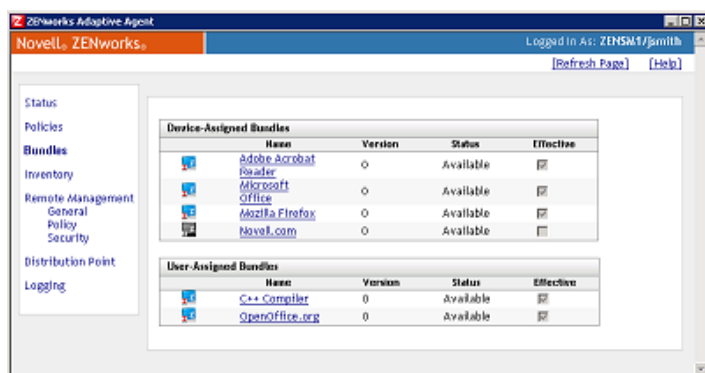 ZENworks Adaptive Agent
Novell® ZENworks®
Logged In As: ZENSM1/jsmith
[Refresh Page] [Help]
Status
Policies
Bundles
Inventory
Remote Management
General
Policy
Security
Distribution Point
Logging
Device-Assigned Bundles
Name Version Status Effective
Adobe Acrobat
Reader
0 Available
Microsoft
Office
0 Available
Mozilla Firefox 0 Available
Novell.com 0 Available
User-Assigned Bundles
Name Version Status Effective
C++ Compiler 0 Available
OpenOffice.org 0 Available